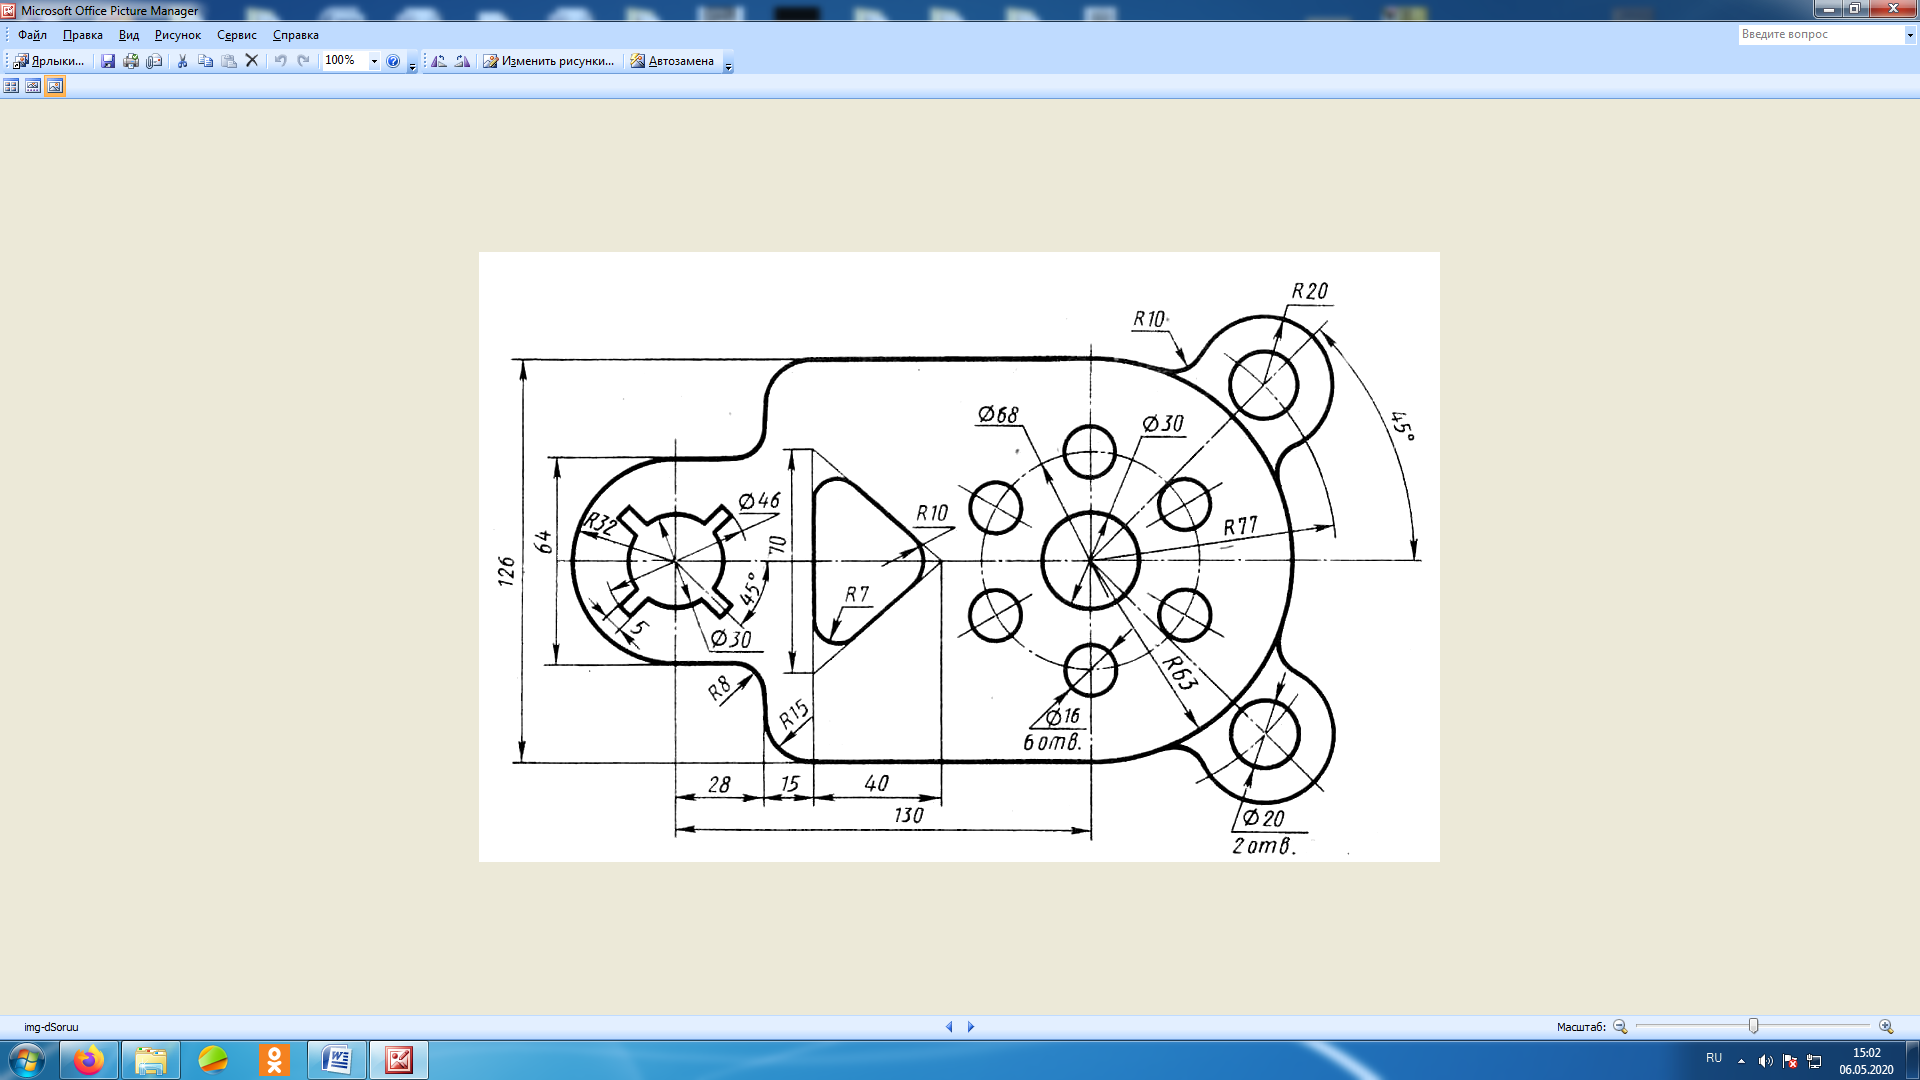 Microsoft Office Picture Manager
Файл Правка Вид Рисунок Сервис Справка
Введите вопрос
Ярлыки... 100% Изменить рисунки... Автозамена
R20
R10
45°
Ø68
Ø30
R77
R63
Ø16
6 отв.
Ø20
2 отв.
126
64
R32
Ø46
70
R10
R7
45°
Ø30
5
R8
R15
28
15
40
130
img-dSoruu
Масштаб:
RU
15:02
06.05.2020